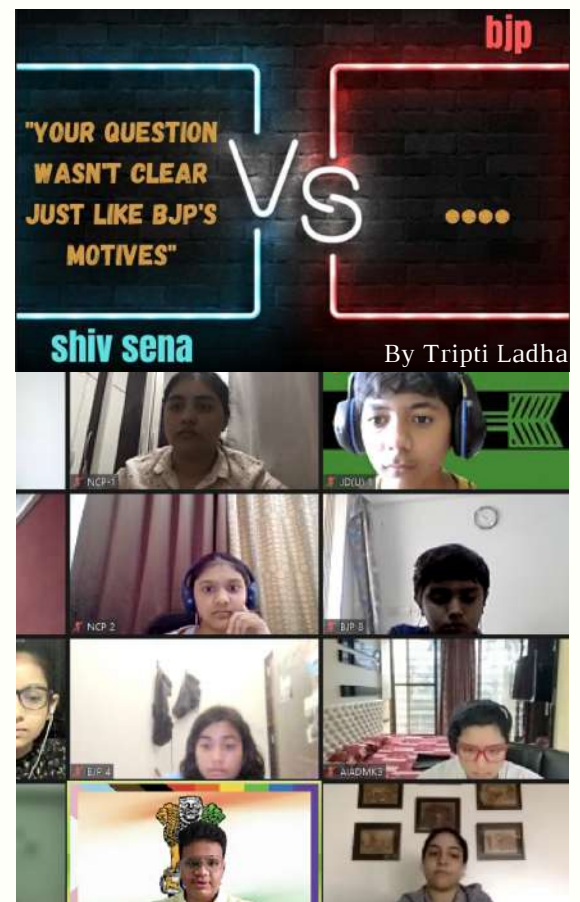 bjp
"YOUR QUESTION
WASN'T CLEAR
JUST LIKE BJP'S
MOTIVES"
VS
••••
shiv sena
By Tripti Ladha
NCP-1
JD(U) 1
NCP 2
BJP 3
BJP 4
AIADMK3